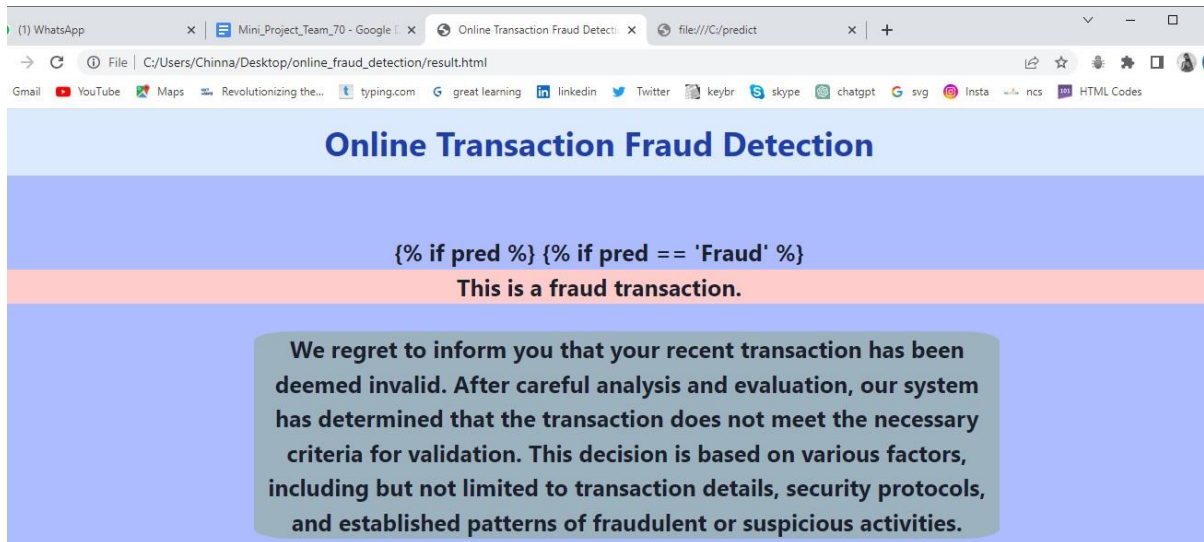 (1) WhatsApp Mini_Project_Team_70 - Google D Online Transaction Fraud Detecti file:///C:/predict
File C:/Users/Chinna/Desktop/online_fraud_detection/result.html
Gmail YouTube Maps Revolutionizing the... typing.com great learning linkedin Twitter keybr skype chatgpt svg Insta ncs HTML Codes
Online Transaction Fraud Detection
{% if pred %} {% if pred == 'Fraud' %}
This is a fraud transaction.
We regret to inform you that your recent transaction has been
deemed invalid. After careful analysis and evaluation, our system
has determined that the transaction does not meet the necessary
criteria for validation. This decision is based on various factors,
including but not limited to transaction details, security protocols,
and established patterns of fraudulent or suspicious activities.